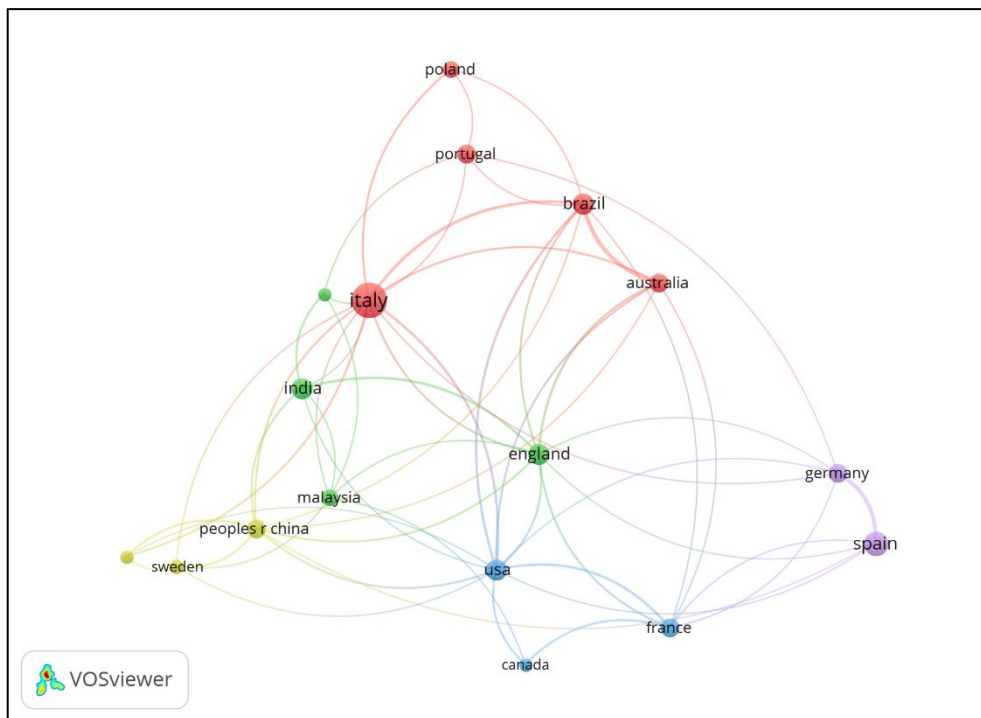 poland
portugal
brazil
australia
italy
india
england
germany
malaysia
peoples r china
spain
sweden
usa
france
canada
VOSviewer